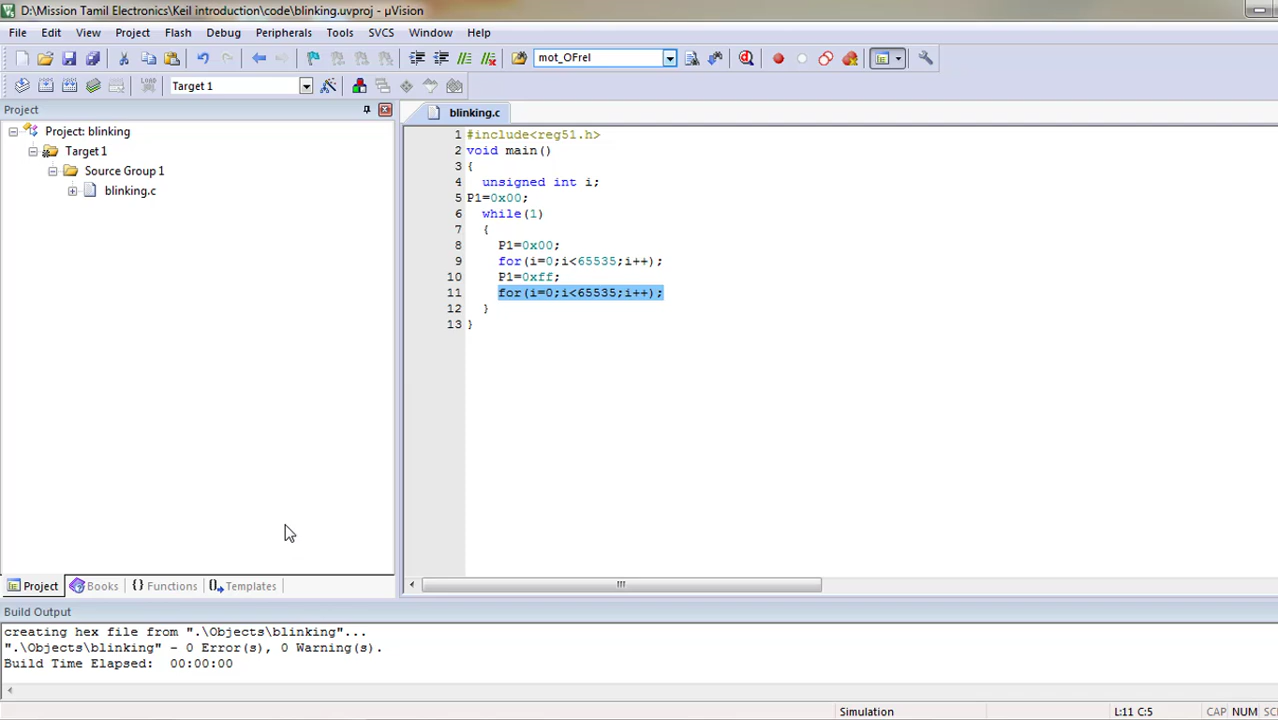 D:\Mission Tamil Electronics\Keil introduction\code\blinking.uvproj - µVision
File Edit View Project Flash Debug Peripherals Tools SVCS Window Help
mot_OFrel
LOAD Target 1
Project
blinking.c
Project: blinking
Target 1
Source Group 1
blinking.c
1 #include<reg51.h>
2 void main()
3 {
4 unsigned int i;
5 P1=0x00;
6 while(1)
7 {
8 P1=0x00;
9 for(i=0;i<65535;i++);
10 P1=0xff;
11 for(i=0;i<65535;i++);
12 }
13 }
Project Books {} Functions Templates
Build Output
creating hex file from ".\Objects\blinking"...
".\Objects\blinking" - 0 Error(s), 0 Warning(s).
Build Time Elapsed: 00:00:00
Simulation L:11 C:5 CAP NUM SC